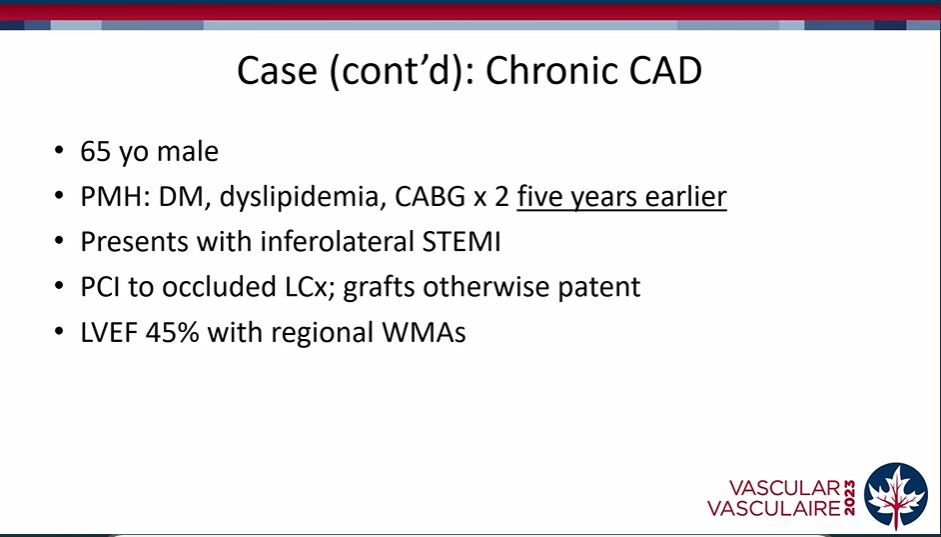 Case (cont’d): Chronic CAD
• 65 yo male
• PMH: DM, dyslipidemia, CABG x 2 five years earlier
• Presents with inferolateral STEMI
• PCI to occluded LCx; grafts otherwise patent
• LVEF 45% with regional WMAs
VASCULAR
VASCULAIRE
2023